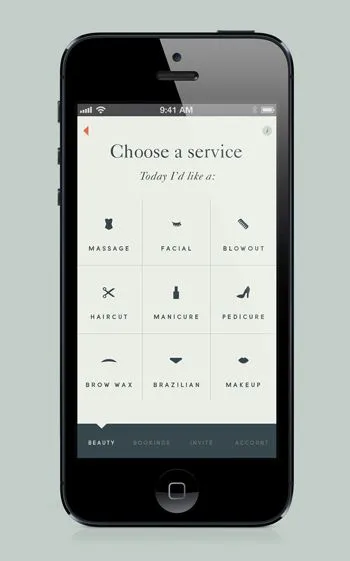 9:41 AM
i
Choose a service
Today I'd like a:
MASSAGE FACIAL BLOWOUT
HAIRCUT MANICURE PEDICURE
BROW WAX BRAZILIAN MAKEUP
BEAUTY BOOKINGS INVITE ACCOUNT